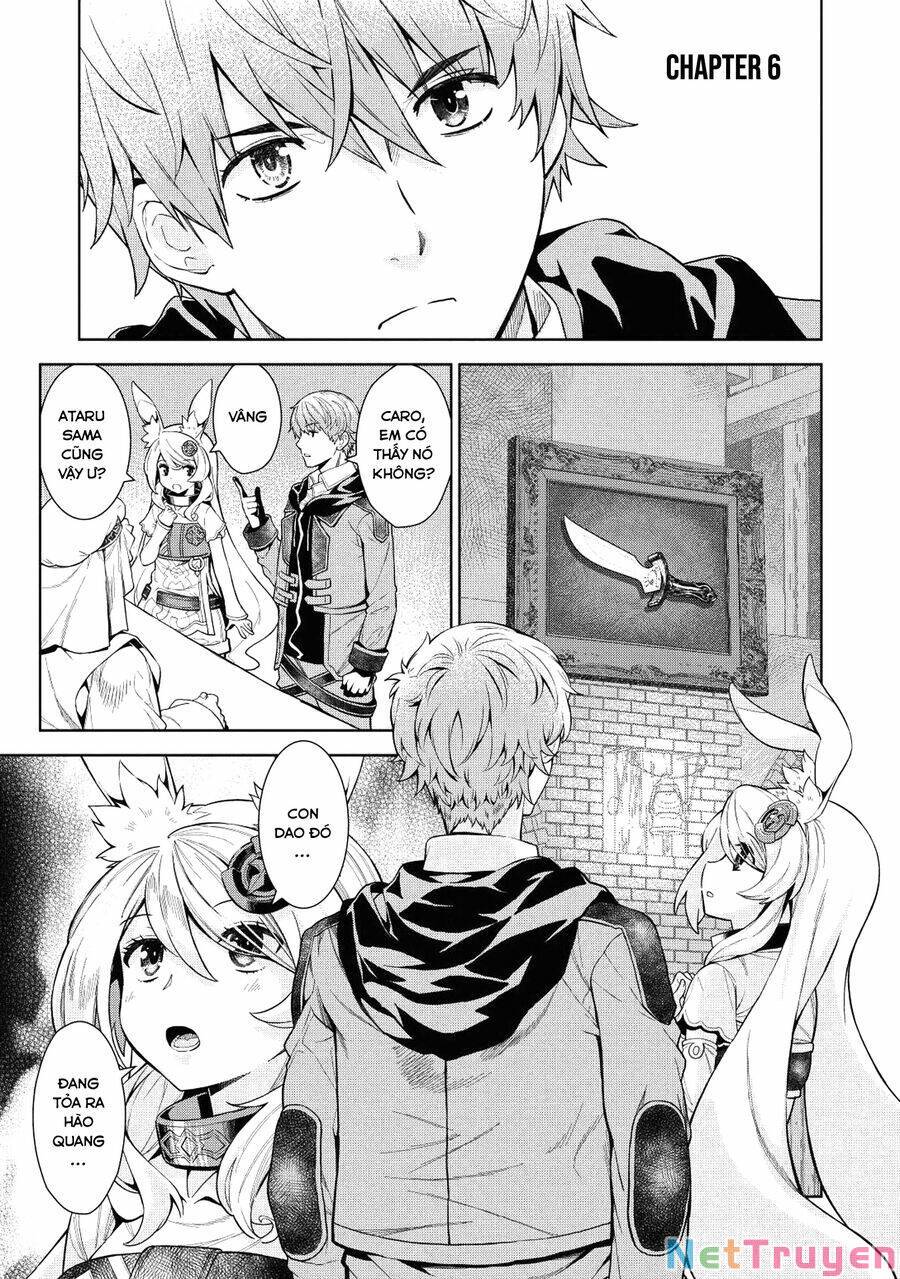 CHAPTER 6
CARO,
EM CÓ
THẤY NÓ
KHÔNG?
VÂNG
ATARU
SAMA
CŨNG
VẬY Ư?
CON
DAO ĐÓ
...
ĐANG
TỎA RA
HÀO
QUANG
...
NetTruyen